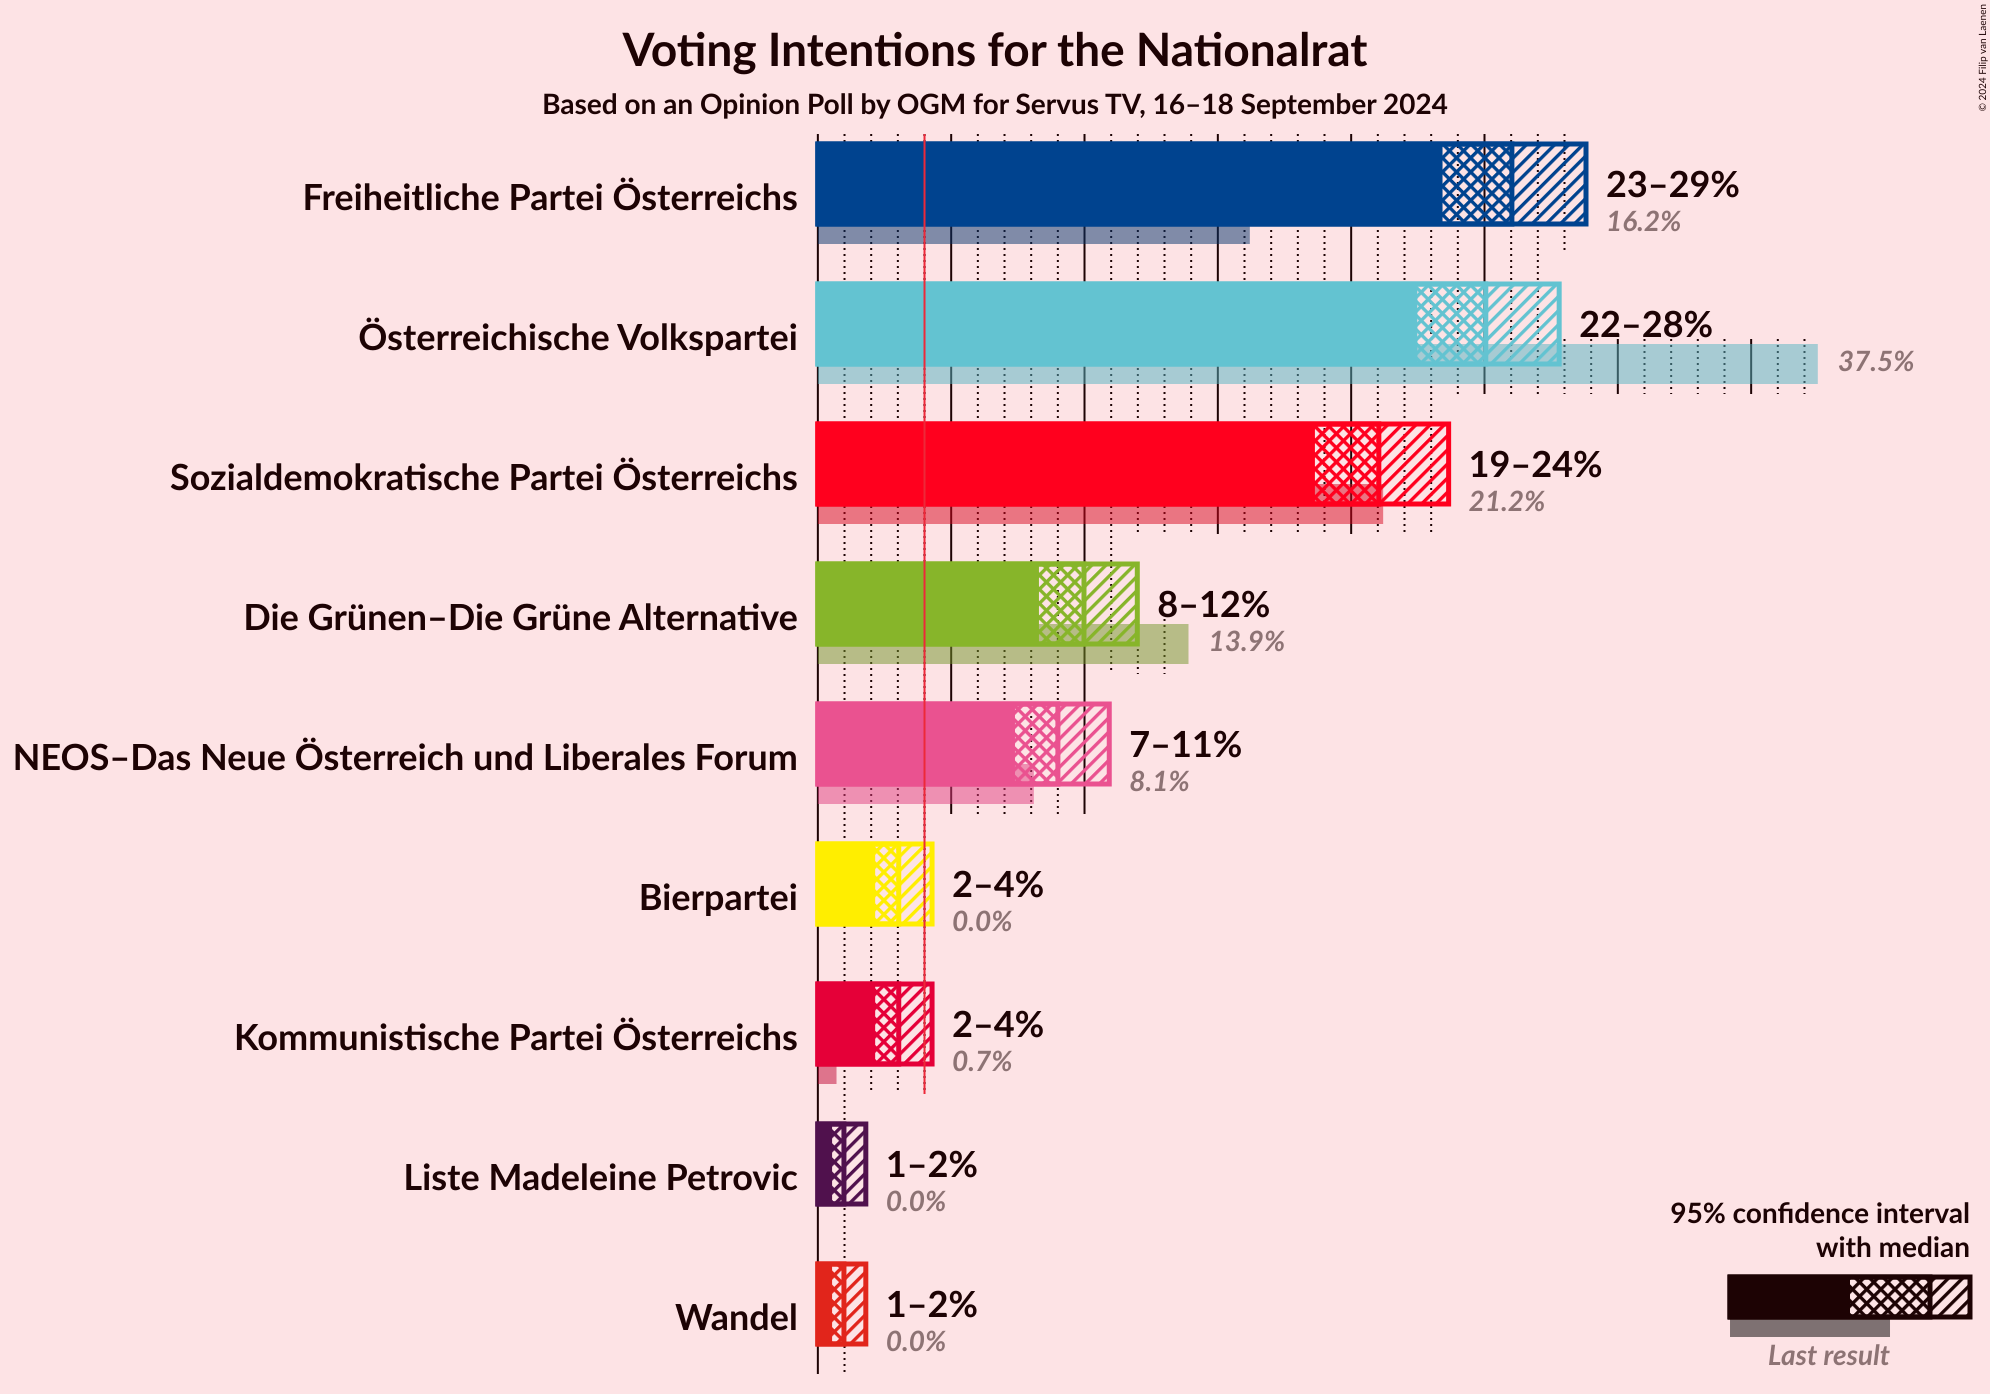 Voting Intentions for the Nationalrat
Based on an Opinion Poll by OGM for Servus TV, 16–18 September 2024
© 2024 Filip van Laenen
Freiheitliche Partei Österreichs
23–29%
16.2%
Österreichische Volkspartei
22–28%
37.5%
Sozialdemokratische Partei Österreichs
19–24%
21.2%
Die Grünen–Die Grüne Alternative
8–12%
13.9%
NEOS–Das Neue Österreich und Liberales Forum
7–11%
8.1%
Bierpartei
2–4%
0.0%
Kommunistische Partei Österreichs
2–4%
0.7%
Liste Madeleine Petrovic
1–2%
0.0%
Wandel
1–2%
0.0%
95% confidence interval
with median
Last result